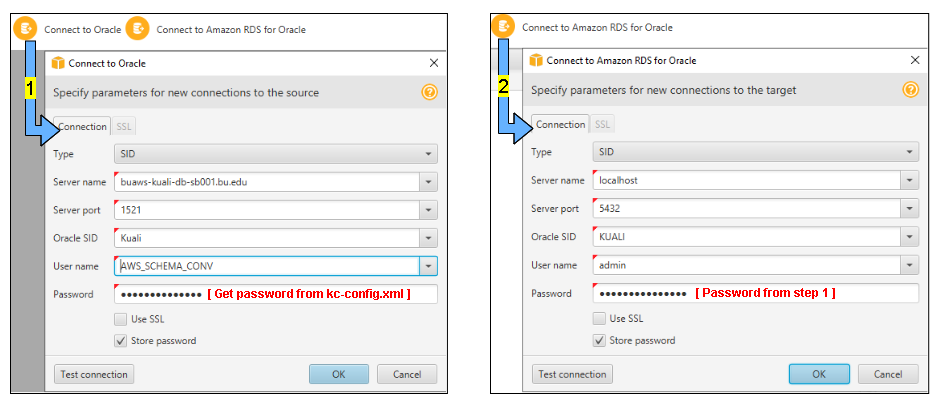 Connect to Oracle
Connect to Amazon RDS for Oracle
1
Connect to Oracle
Specify parameters for new connections to the source
Connection
SSL
Type
SID
Server name
buaws-kuali-db-sb001.bu.edu
Server port
1521
Oracle SID
Kuali
User name
AWS_SCHEMA_CONV
Password
●●●●●●●●●●●●●● [ Get password from kc-config.xml ]
Use SSL
Store password
Test connection
OK
Cancel
Connect to Amazon RDS for Oracle
2
Connect to Amazon RDS for Oracle
Specify parameters for new connections to the target
Connection
SSL
Type
SID
Server name
localhost
Server port
5432
Oracle SID
KUALI
User name
admin
Password
●●●●●●●●●●●●●●● [ Password from step 1 ]
Use SSL
Store password
Test connection
OK
Cancel